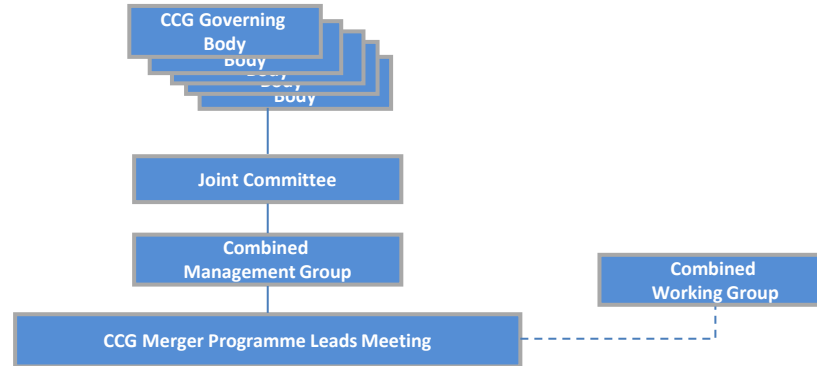 CCG Governing
Body
Body
Body
Body
Body
Joint Committee
Combined
Management Group
Combined
Working Group
CCG Merger Programme Leads Meeting